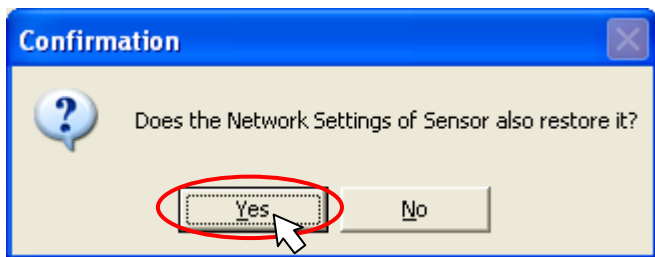 Confirmation
Does the Network Settings of Sensor also restore it?
Yes
No